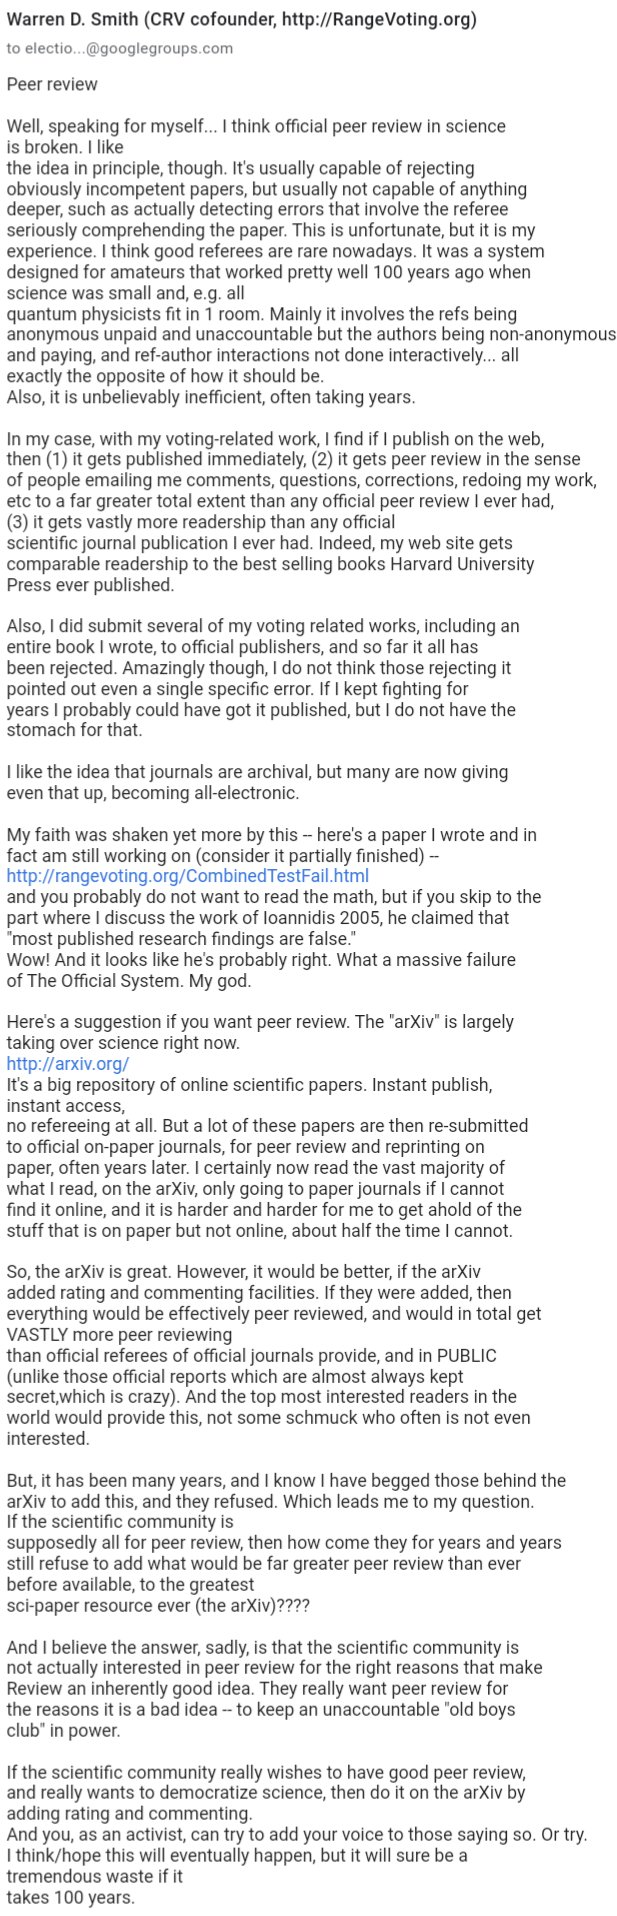 Warren D. Smith (CRV cofounder, http://RangeVoting.org)
to electio...@googlegroups.com
Peer review
Well, speaking for myself... I think official peer review in science
is broken. I like
the idea in principle, though. It's usually capable of rejecting
obviously incompetent papers, but usually not capable of anything
deeper, such as actually detecting errors that involve the referee
seriously comprehending the paper. This is unfortunate, but it is my
experience. I think good referees are rare nowadays. It was a system
designed for amateurs that worked pretty well 100 years ago when
science was small and, e.g. all
quantum physicists fit in 1 room. Mainly it involves the refs being
anonymous unpaid and unaccountable but the authors being non-anonymous
and paying, and ref-author interactions not done interactively... all
exactly the opposite of how it should be.
Also, it is unbelievably inefficient, often taking years.
In my case, with my voting-related work, I find if I publish on the web,
then (1) it gets published immediately, (2) it gets peer review in the sense
of people emailing me comments, questions, corrections, redoing my work,
etc to a far greater total extent than any official peer review I ever had,
(3) it gets vastly more readership than any official
scientific journal publication I ever had. Indeed, my web site gets
comparable readership to the best selling books Harvard University
Press ever published.
Also, I did submit several of my voting related works, including an
entire book I wrote, to official publishers, and so far it all has
been rejected. Amazingly though, I do not think those rejecting it
pointed out even a single specific error. If I kept fighting for
years I probably could have got it published, but I do not have the
stomach for that.
I like the idea that journals are archival, but many are now giving
even that up, becoming all-electronic.
My faith was shaken yet more by this -- here's a paper I wrote and in
fact am still working on (consider it partially finished) --
http://rangevoting.org/CombinedTestFail.html
and you probably do not want to read the math, but if you skip to the
part where I discuss the work of Ioannidis 2005, he claimed that
"most published research findings are false."
Wow! And it looks like he's probably right. What a massive failure
of The Official System. My god.
Here's a suggestion if you want peer review. The "arXiv" is largely
taking over science right now.
http://arxiv.org/
It's a big repository of online scientific papers. Instant publish,
instant access,
no refereeing at all. But a lot of these papers are then re-submitted
to official on-paper journals, for peer review and reprinting on
paper, often years later. I certainly now read the vast majority of
what I read, on the arXiv, only going to paper journals if I cannot
find it online, and it is harder and harder for me to get ahold of the
stuff that is on paper but not online, about half the time I cannot.
So, the arXiv is great. However, it would be better, if the arXiv
added rating and commenting facilities. If they were added, then
everything would be effectively peer reviewed, and would in total get
VASTLY more peer reviewing
than official referees of official journals provide, and in PUBLIC
(unlike those official reports which are almost always kept
secret,which is crazy). And the top most interested readers in the
world would provide this, not some schmuck who often is not even
interested.
But, it has been many years, and I know I have begged those behind the
arXiv to add this, and they refused. Which leads me to my question.
If the scientific community is
supposedly all for peer review, then how come they for years and years
still refuse to add what would be far greater peer review than ever
before available, to the greatest
sci-paper resource ever (the arXiv)????
And I believe the answer, sadly, is that the scientific community is
not actually interested in peer review for the right reasons that make
Review an inherently good idea. They really want peer review for
the reasons it is a bad idea -- to keep an unaccountable "old boys
club" in power.
If the scientific community really wishes to have good peer review,
and really wants to democratize science, then do it on the arXiv by
adding rating and commenting.
And you, as an activist, can try to add your voice to those saying so. Or try.
I think/hope this will eventually happen, but it will sure be a
tremendous waste if it
takes 100 years.